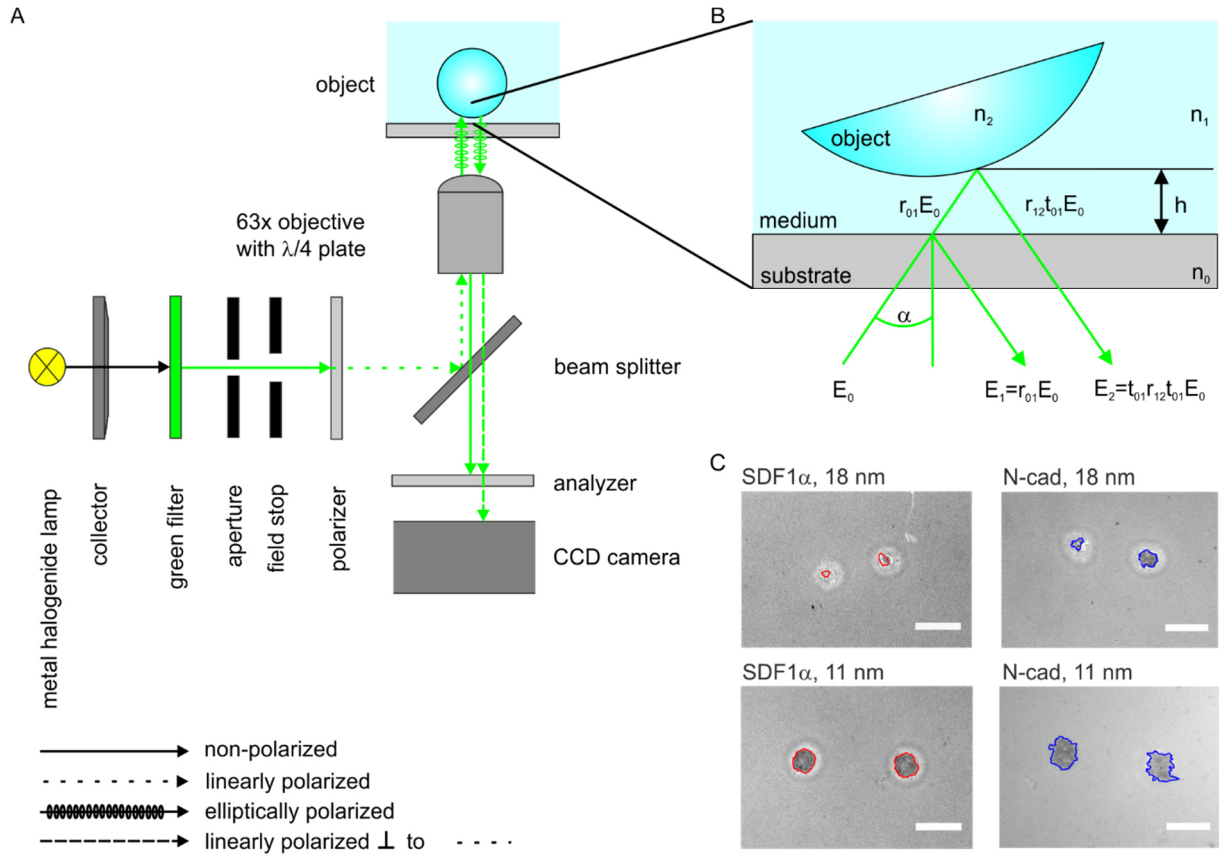 A
object
63x objective
with λ/4 plate
beam splitter
analyzer
CCD camera
metal halogenide lamp
collector
green filter
aperture
field stop
polarizer
non-polarized
linearly polarized
elliptically polarized
linearly polarized ⊥ to
B
n₂
n₁
object
r₀₁E₀
r₁₂t₀₁E₀
h
medium
substrate
n₀
α
E₀
E₁=r₀₁E₀
E₂=t₀₁r₁₂t₀₁E₀
C
SDF1α, 18 nm
N-cad, 18 nm
SDF1α, 11 nm
N-cad, 11 nm